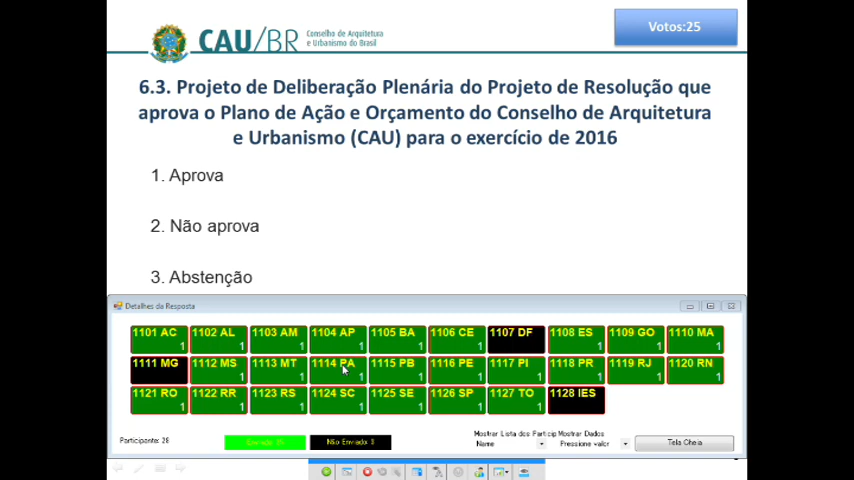 CAU/BR
Conselho de Arquitetura
e Urbanismo do Brasil
Votos:25
6.3. Projeto de Deliberação Plenária do Projeto de Resolução que
aprova o Plano de Ação e Orçamento do Conselho de Arquitetura
e Urbanismo (CAU) para o exercício de 2016
1. Aprova
2. Não aprova
3. Abstenção
Detalhes da Resposta
1101 AC 1102 AL 1103 AM 1104 AP 1105 BA 1106 CE 1107 DF 1108 ES 1109 GO 1110 MA
1 1 1 1 1 1 1 1 1
1111 MG 1112 MS 1113 MT 1114 PA 1115 PB 1116 PE 1117 PI 1118 PR 1119 RJ 1120 RN
1 1 1 1 1 1 1 1 1
1121 RO 1122 RR 1123 RS 1124 SC 1125 SE 1126 SP 1127 TO 1128 IES
1 1 1 1 1 1 1
Mostrar Lista dos Particip Mostrar Dados
Participante: 28 Enviado 25 Não Enviado 3 Name Pressione valor Tela Cheia